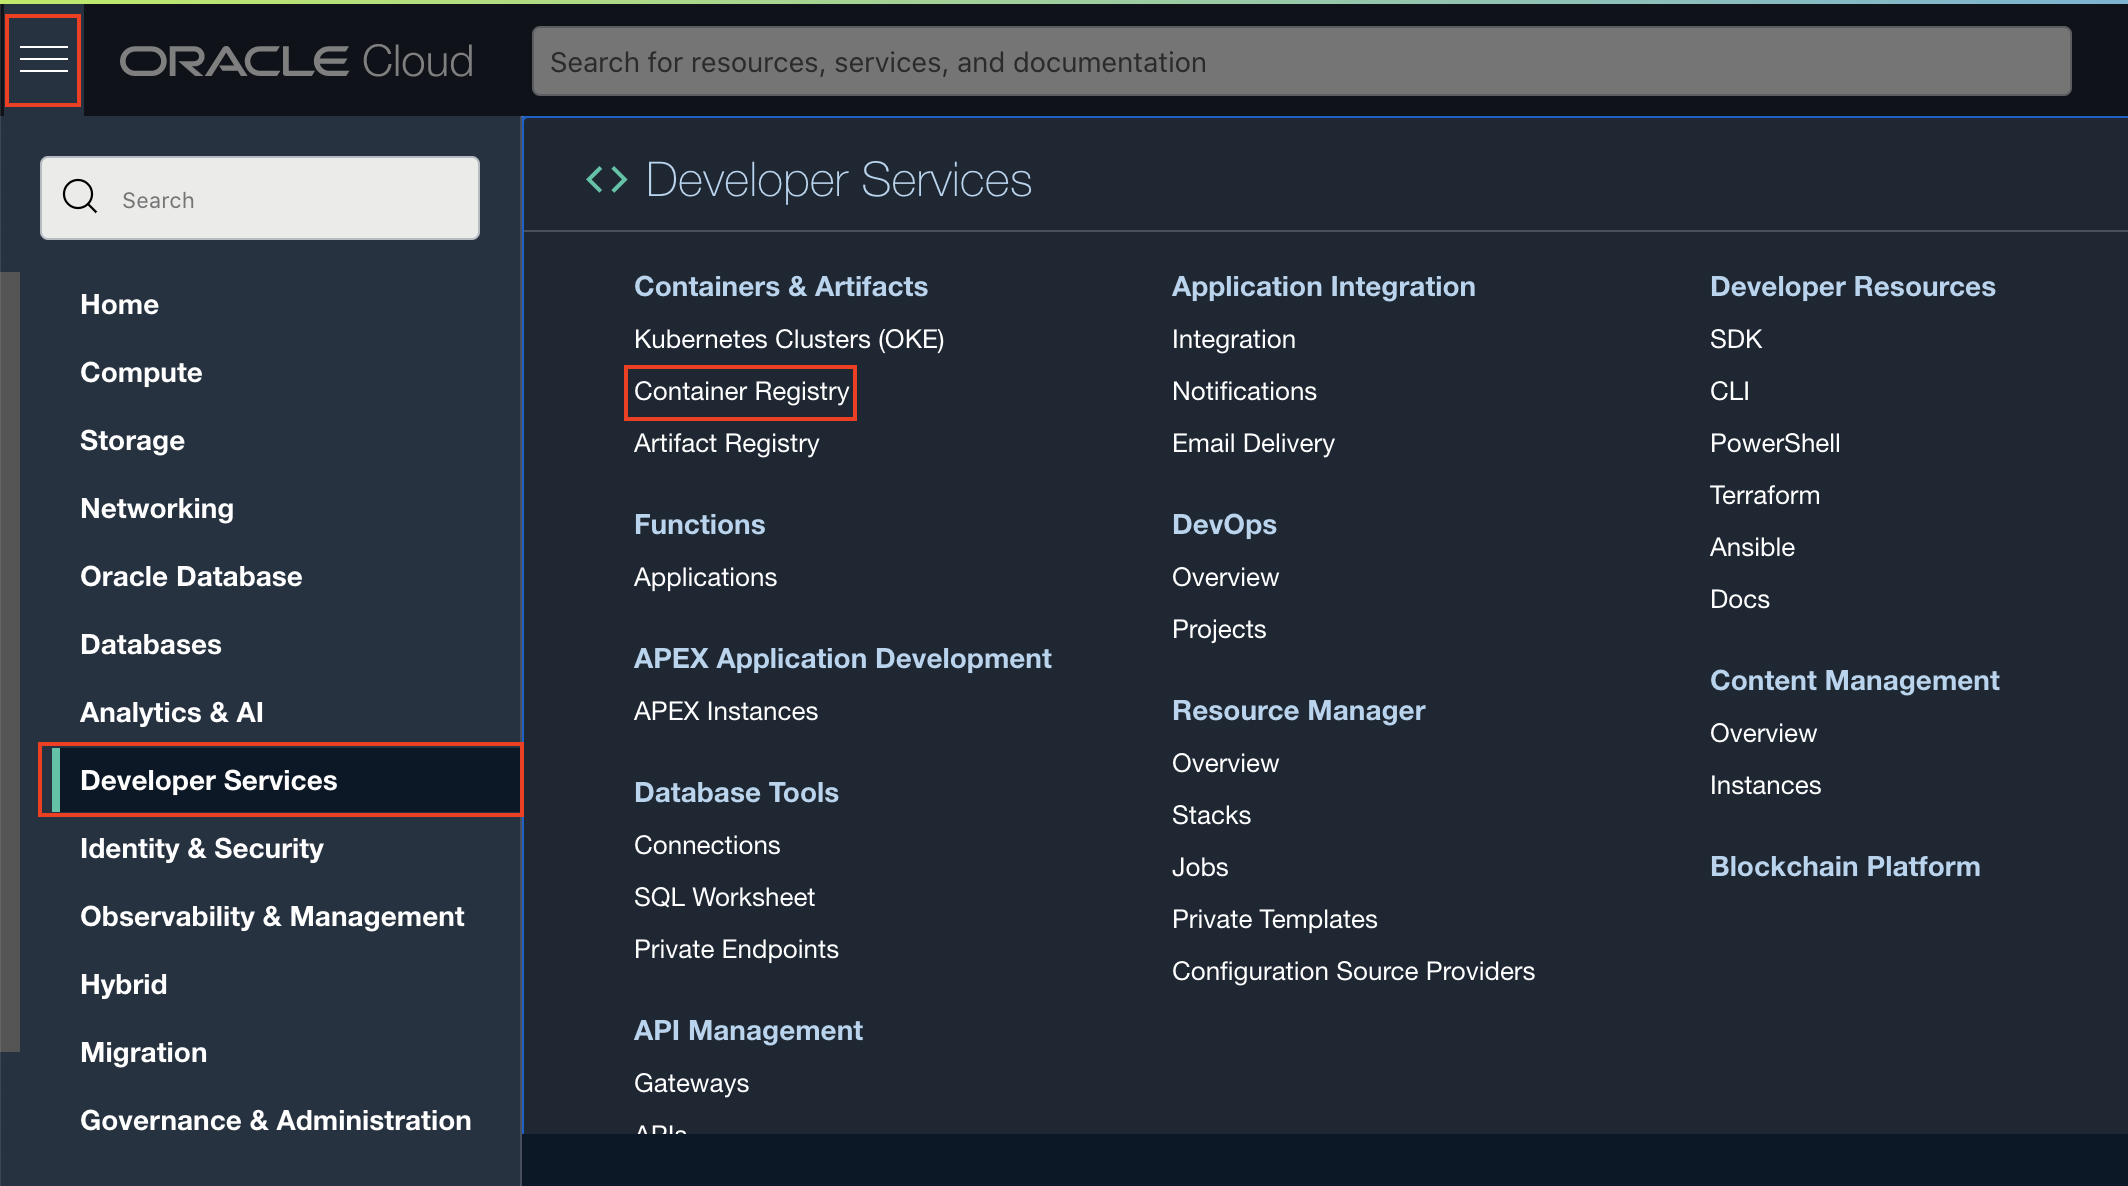 ORACLE Cloud
Search for resources, services, and documentation
Search
Home
Compute
Storage
Networking
Oracle Database
Databases
Analytics & AI
Developer Services
Identity & Security
Observability & Management
Hybrid
Migration
Governance & Administration
Developer Services
Containers & Artifacts
Kubernetes Clusters (OKE)
Container Registry
Artifact Registry
Functions
Applications
APEX Application Development
APEX Instances
Database Tools
Connections
SQL Worksheet
Private Endpoints
API Management
Gateways
APIs
Application Integration
Integration
Notifications
Email Delivery
DevOps
Overview
Projects
Resource Manager
Overview
Stacks
Jobs
Private Templates
Configuration Source Providers
Developer Resources
SDK
CLI
PowerShell
Terraform
Ansible
Docs
Content Management
Overview
Instances
Blockchain Platform